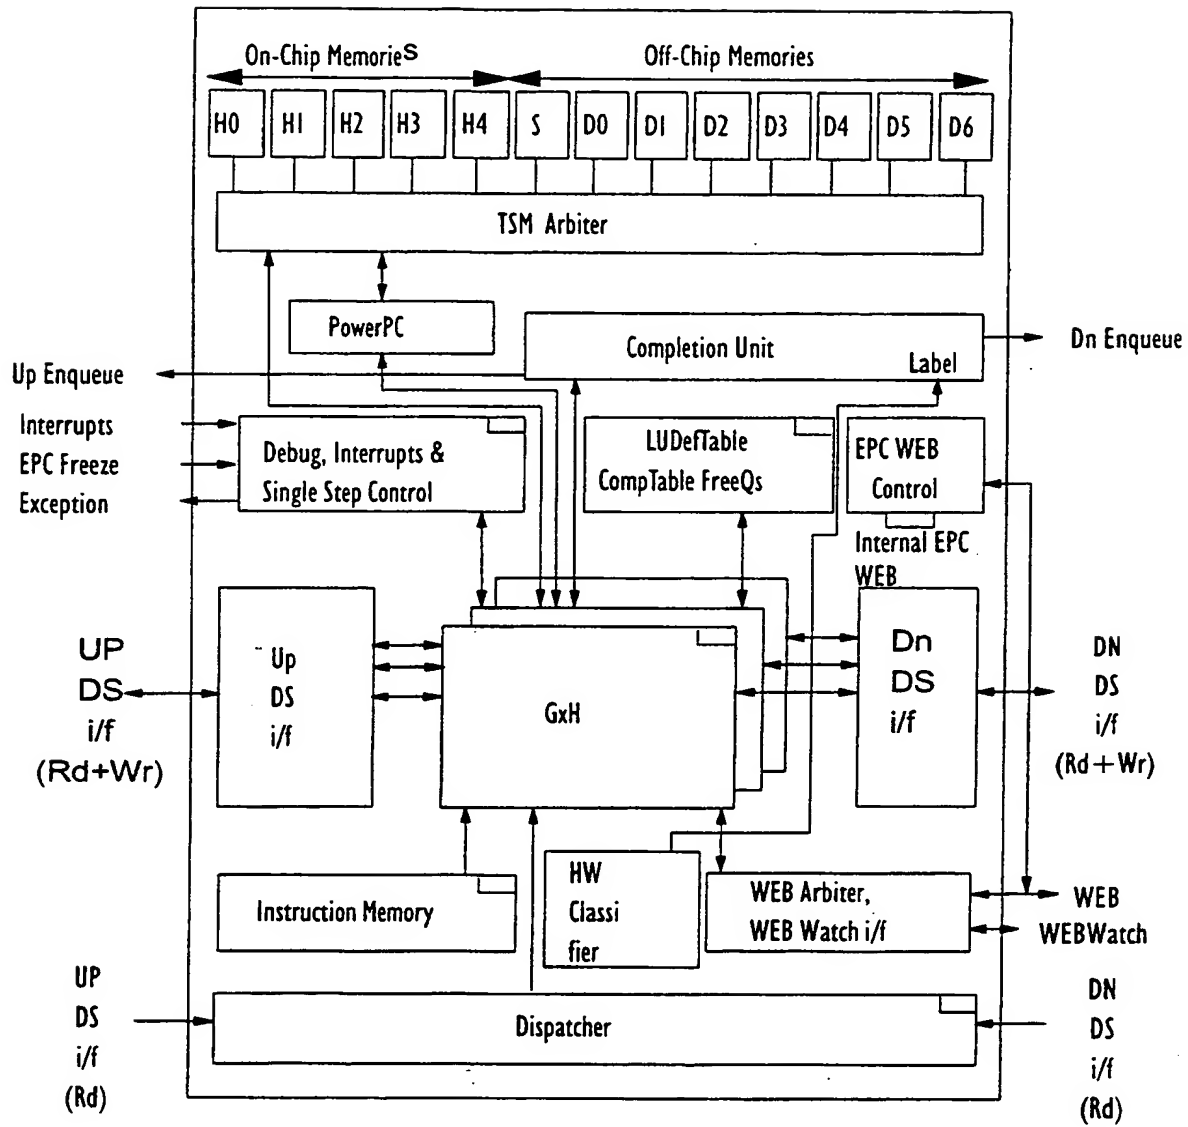 On-Chip Memories
Off-Chip Memories
H0 H1 H2 H3 H4 S D0 D1 D2 D3 D4 D5 D6
TSM Arbiter
PowerPC
Completion Unit
Label
Dn Enqueue
Up Enqueue
Interrupts
EPC Freeze
Exception
Debug, Interrupts &
Single Step Control
LUDefTable
CompTable FreeQs
EPC WEB
Control
Internal EPC
WEB
UP
DS
i/f
(Rd+Wr)
Up
DS
i/f
GxH
Dn
DS
i/f
DN
DS
i/f
(Rd+Wr)
Instruction Memory
HW
Classi
fier
WEB Arbiter,
WEB Watch i/f
WEB
WEBWatch
UP
DS
i/f
(Rd)
Dispatcher
DN
DS
i/f
(Rd)